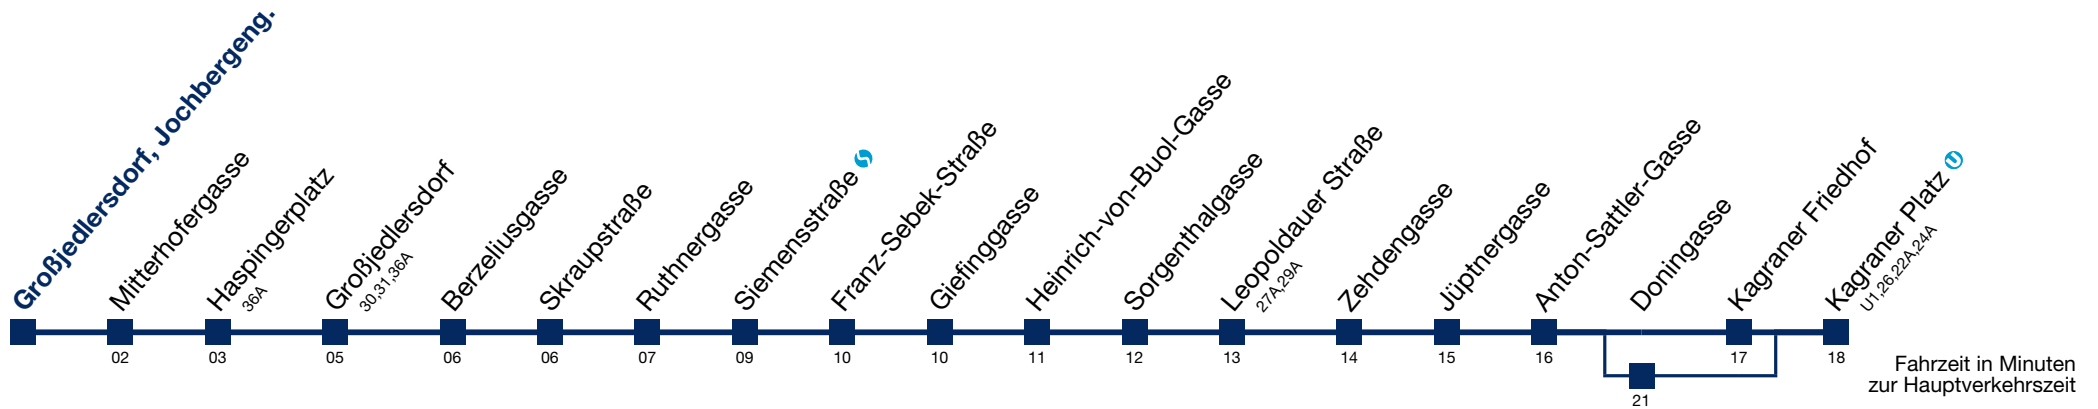 Großjedlersdorf, Jochbergeng.
Mitterhofergasse
Haspingerplatz
36A
Großjedlersdorf
30,31,36A
Berzeliusgasse
Skraupstraße
Ruthnergasse
Siemensstraße
Franz-Sebek-Straße
Giefinggasse
Heinrich-von-Buol-Gasse
Sorgenthalgasse
Leopoldauer Straße
27A,29A
Zehdengasse
Jüptnergasse
Anton-Sattler-Gasse
Doningasse
Kagraner Friedhof
Kagraner Platz U
U1,26,22A,24A
02 03 05 06 06 07 09 10 10 11 12 13 14 15 16 17 18
21
Fahrzeit in Minuten
zur Hauptverkehrszeit